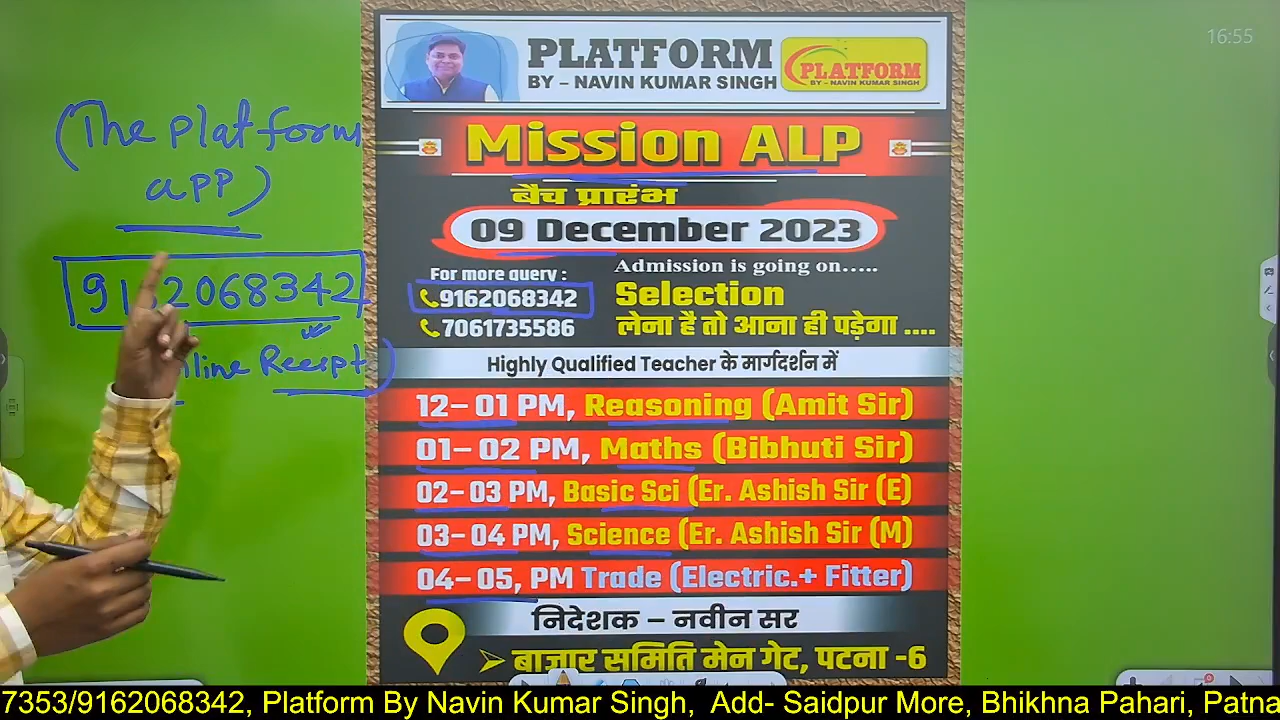 16:55
PLATFORM
BY – NAVIN KUMAR SINGH
PLATFORM
BY - NAVIN KUMAR SINGH
(The platform
app)
9162068342
Receipt)
Mission ALP
बैच प्रारंभ
09 December 2023
For more query :
9162068342
7061735586
Admission is going on.....
Selection
लेना है तो आना ही पड़ेगा ....
Highly Qualified Teacher के मार्गदर्शन में
12– 01 PM, Reasoning (Amit Sir)
01– 02 PM, Maths (Bibhuti Sir)
02– 03 PM, Basic Sci (Er. Ashish Sir (E)
03– 04 PM, Science (Er. Ashish Sir (M)
04– 05, PM Trade (Electric.+ Fitter)
निदेशक – नवीन सर
बाजार समिति मेन गेट, पटना -6
7353/9162068342, Platform By Navin Kumar Singh, Add- Saidpur More, Bhikhna Pahari, Patna